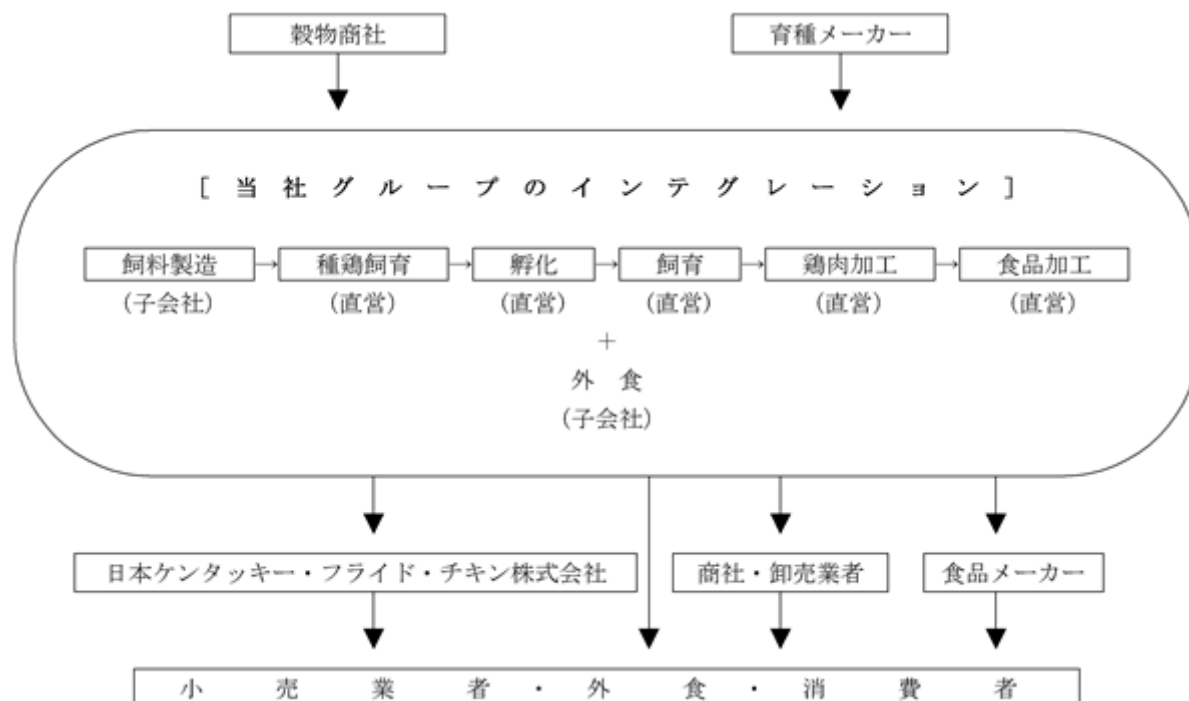 穀物商社 育種メーカー
[当社グループのインテグレーション]
飼料製造→種鶏飼育→孵化→飼育→鶏肉加工→食品加工
(子会社) (直営) (直営) (直営) (直営) (直営)
+
外食
(子会社)
日本ケンタッキー・フライド・チキン株式会社 商社・卸売業者 食品メーカー
小売業者・外食・消費者